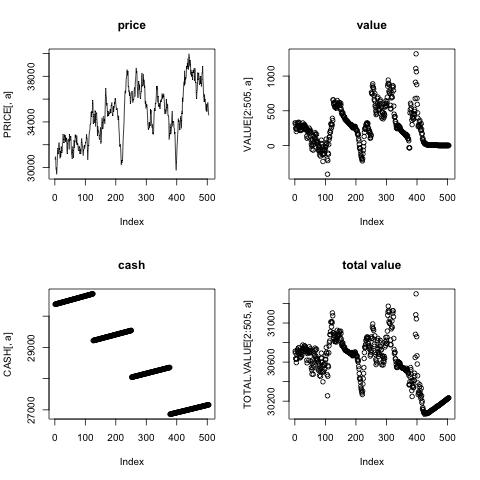 price
value
PRICE[, a]
30000 34000 38000
0 100 200 300 400 500
Index
VALUE[2:505, a]
0 500 1000
0 100 200 300 400 500
Index
cash
total value
CASH[, a]
27000 29000
0 100 200 300 400 500
Index
TOTAL.VALUE[2:505, a]
30200 30600 31000
0 100 200 300 400 500
Index